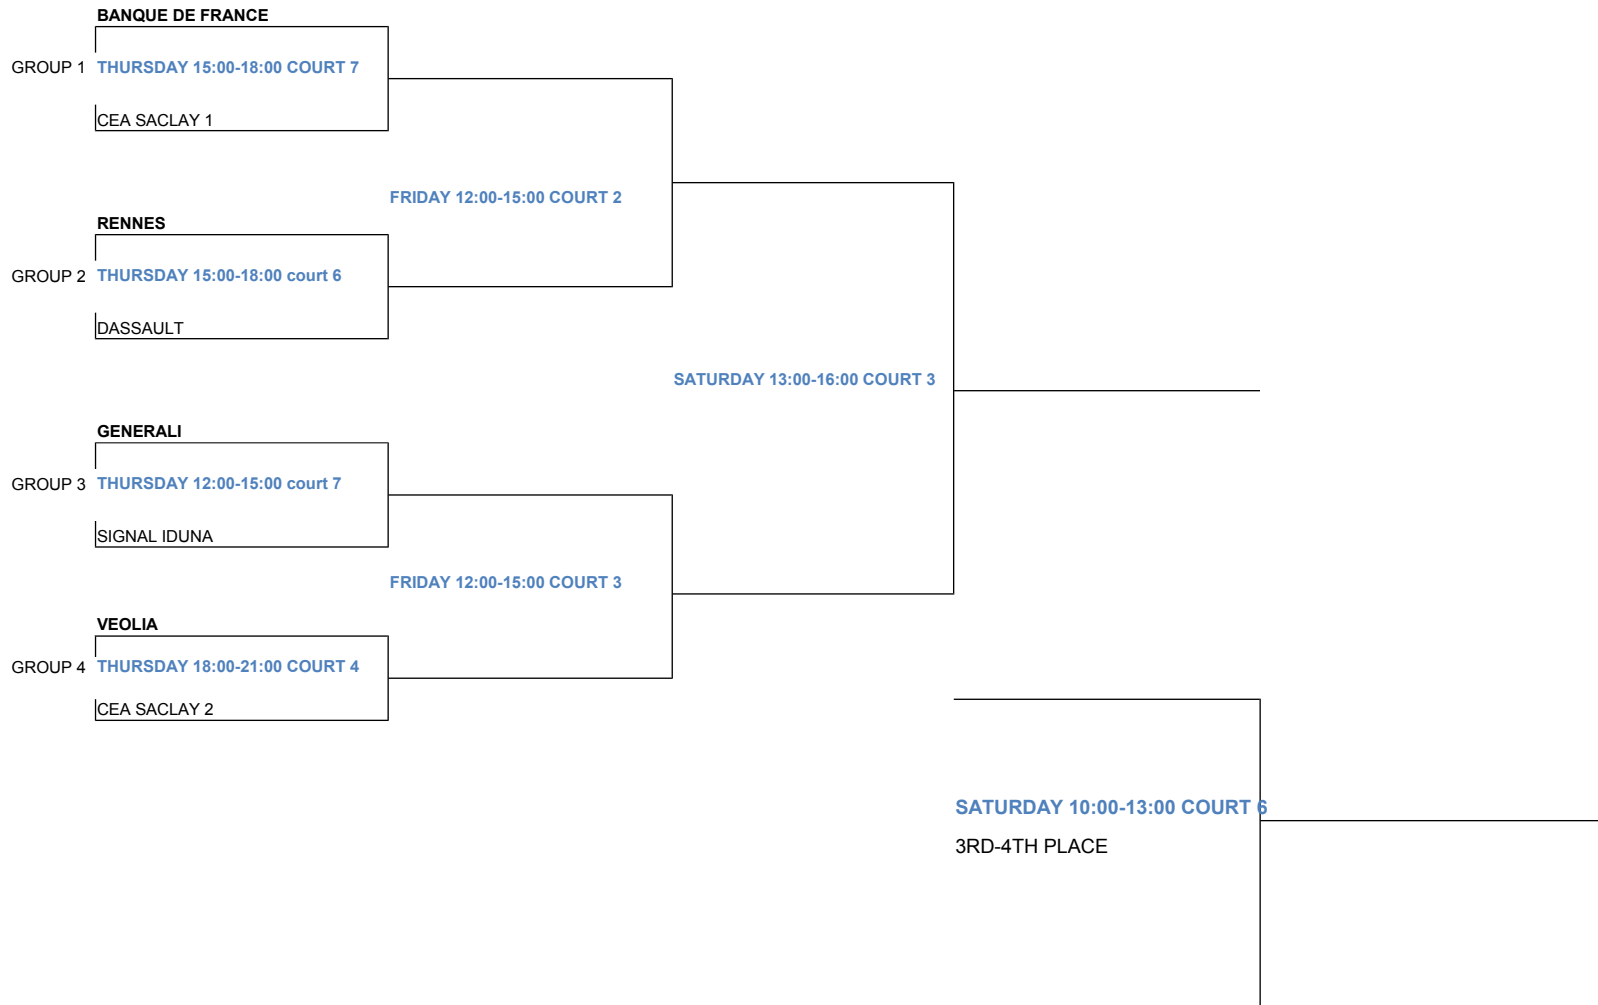 BANQUE DE FRANCE
GROUP 1 THURSDAY 15:00-18:00 COURT 7
CEA SACLAY 1
FRIDAY 12:00-15:00 COURT 2
RENNES
GROUP 2 THURSDAY 15:00-18:00 court 6
DASSAULT
SATURDAY 13:00-16:00 COURT 3
GENERALI
GROUP 3 THURSDAY 12:00-15:00 court 7
SIGNAL IDUNA
FRIDAY 12:00-15:00 COURT 3
VEOLIA
GROUP 4 THURSDAY 18:00-21:00 COURT 4
CEA SACLAY 2
SATURDAY 10:00-13:00 COURT 6
3RD-4TH PLACE